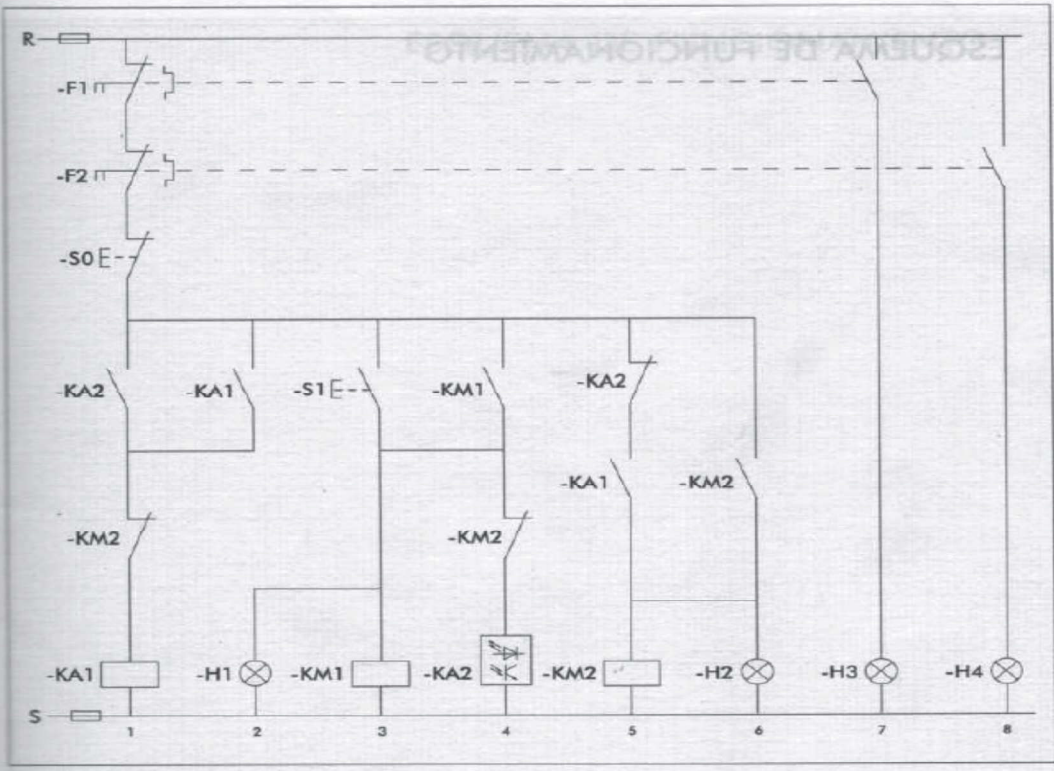 R
ESQUEMA DE FUNCIONAMIENTO
-F1
-F2
-S0
-KA2
-KA1
-S1
-KM1
-KA2
-KA1
-KM2
-KM2
-KM2
-KA1
-H1
-KM1
-KA2
-KM2
-H2
-H3
-H4
S
1
2
3
4
5
6
7
8